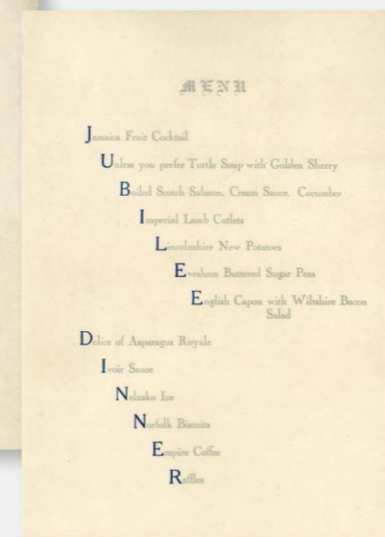 MENU
Jamaica Fruit Cocktail
Unless you prefer Turtle Soup with Golden Sherry
Boiled Scotch Salmon, Cream Sauce, Cucumber
Imperial Lamb Cutlets
Lincolnshire New Potatoes
Evesham Buttered Sugar Peas
English Capon with Wiltshire Bacon
Salad
Delice of Asparagus Royale
Ivoir Sauce
Nelusko Ice
Norfolk Biscuits
Empire Coffee
Raffles